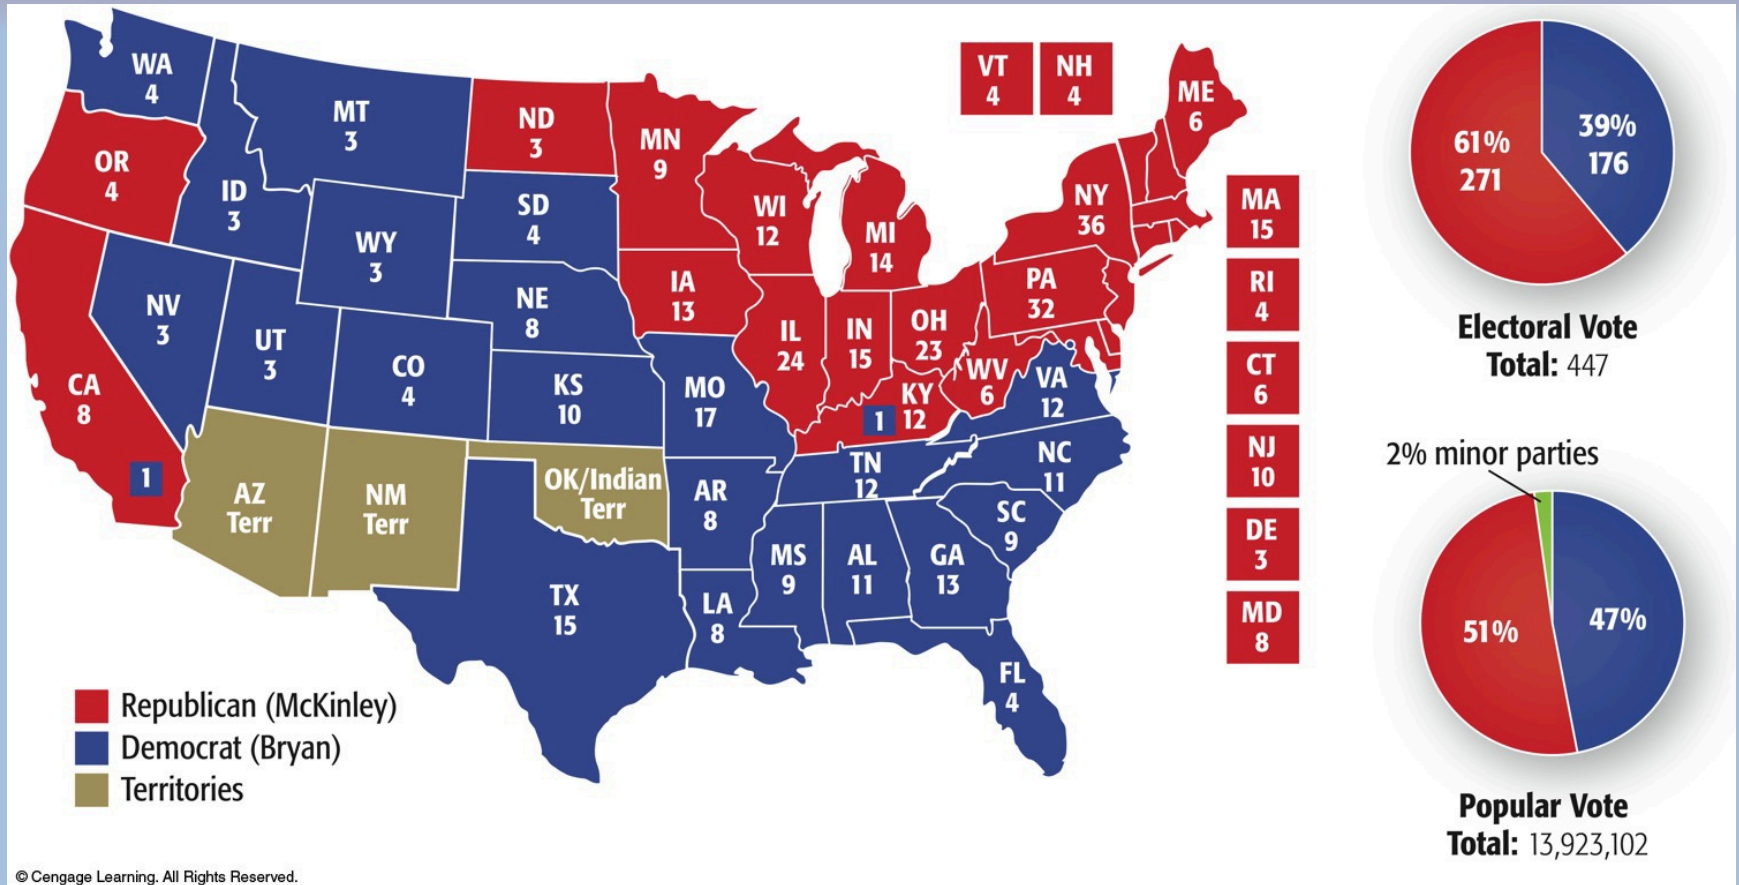 WA
4
OR
4
CA
8
1
NV
3
ID
3
MT
3
WY
3
UT
3
CO
4
AZ
Terr
NM
Terr
ND
3
SD
4
NE
8
KS
10
OK/Indian
Terr
TX
15
MN
9
IA
13
MO
17
AR
8
LA
8
WI
12
IL
24
MI
14
IN
15
OH
23
KY
1 12
WV
6
VA
12
TN
12
NC
11
SC
9
MS
9
AL
11
GA
13
FL
4
PA
32
NY
36
VT
4
NH
4
ME
6
MA
15
RI
4
CT
6
NJ
10
DE
3
MD
8
Republican (McKinley)
Democrat (Bryan)
Territories
61%
271
39%
176
Electoral Vote
Total: 447
2% minor parties
51%
47%
Popular Vote
Total: 13,923,102
© Cengage Learning. All Rights Reserved.